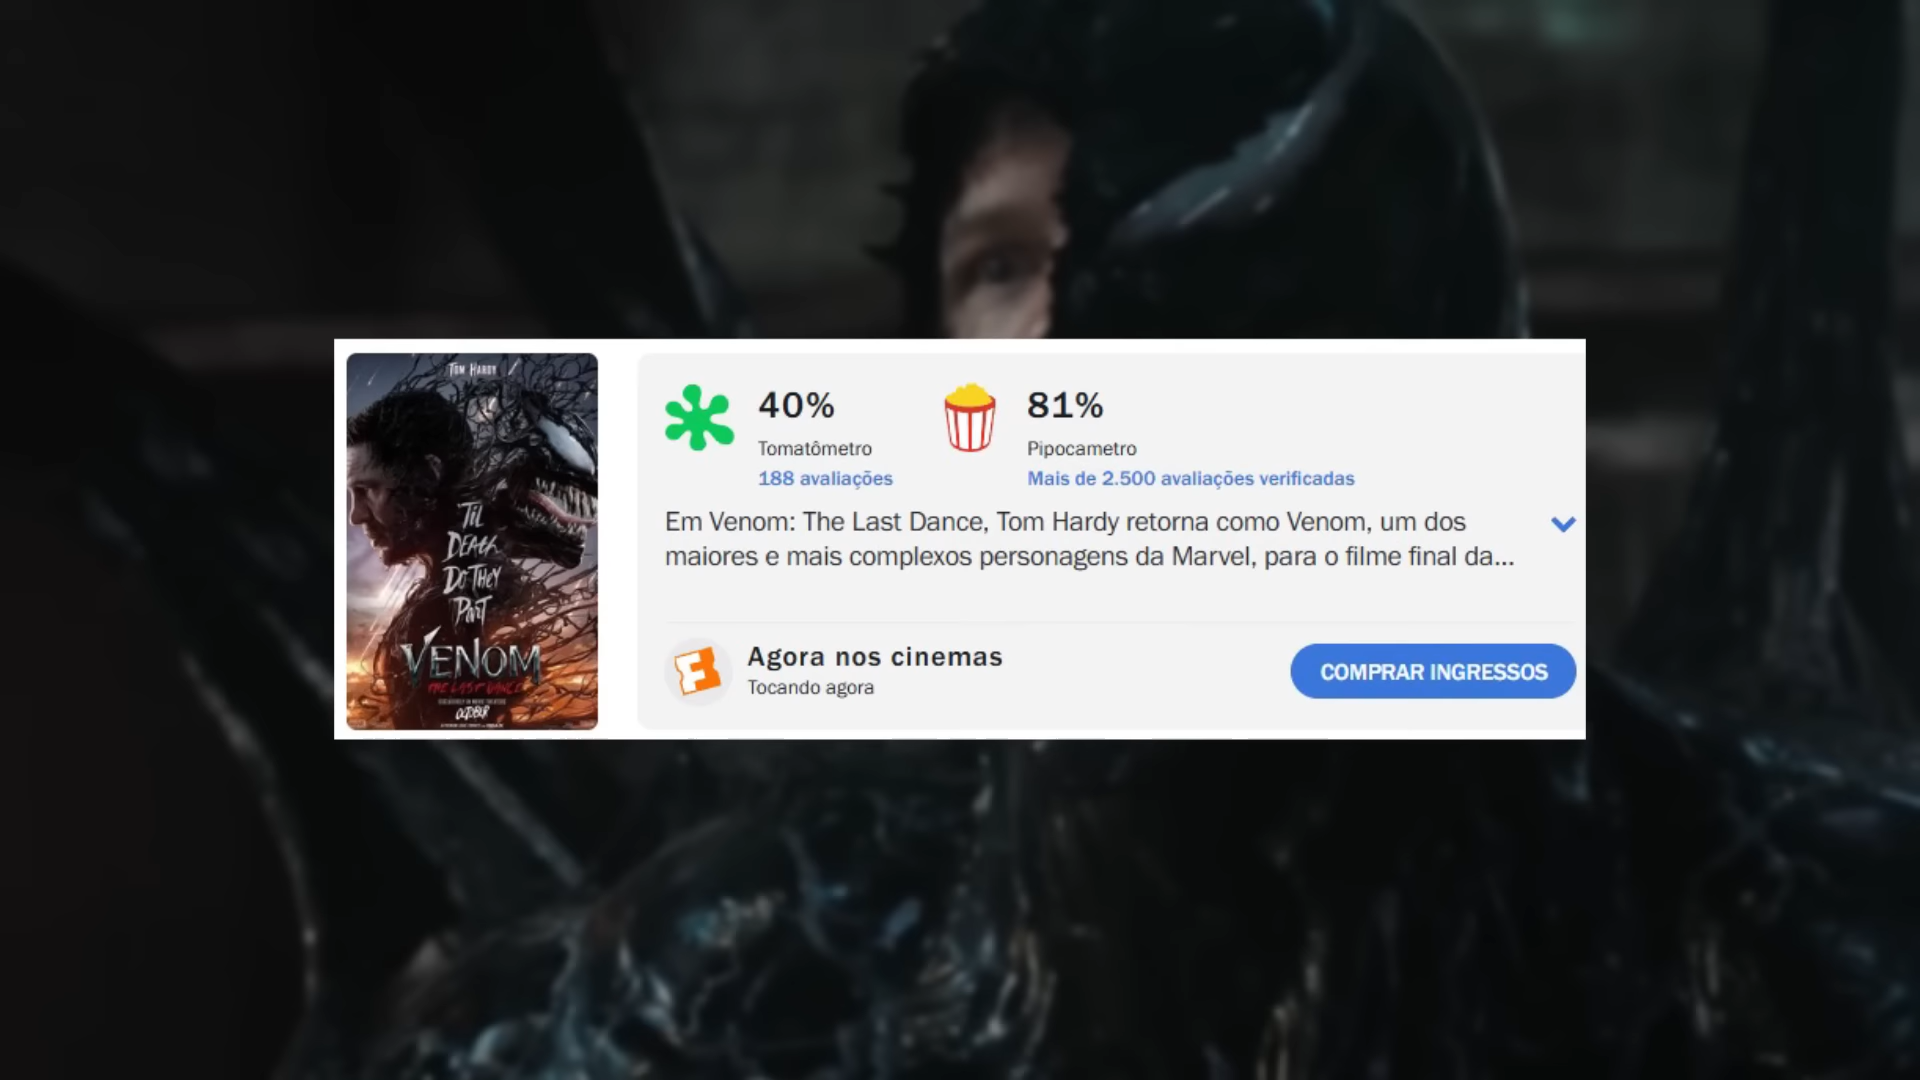 TOM HARDY
'TIL
DEATH
DO THEY
PART
VENOM
THE LAST DANCE
OCTOBER
40%
Tomatômetro
188 avaliações
81%
Pipocametro
Mais de 2.500 avaliações verificadas
Em Venom: The Last Dance, Tom Hardy retorna como Venom, um dos
maiores e mais complexos personagens da Marvel, para o filme final da...
Agora nos cinemas
Tocando agora
COMPRAR INGRESSOS